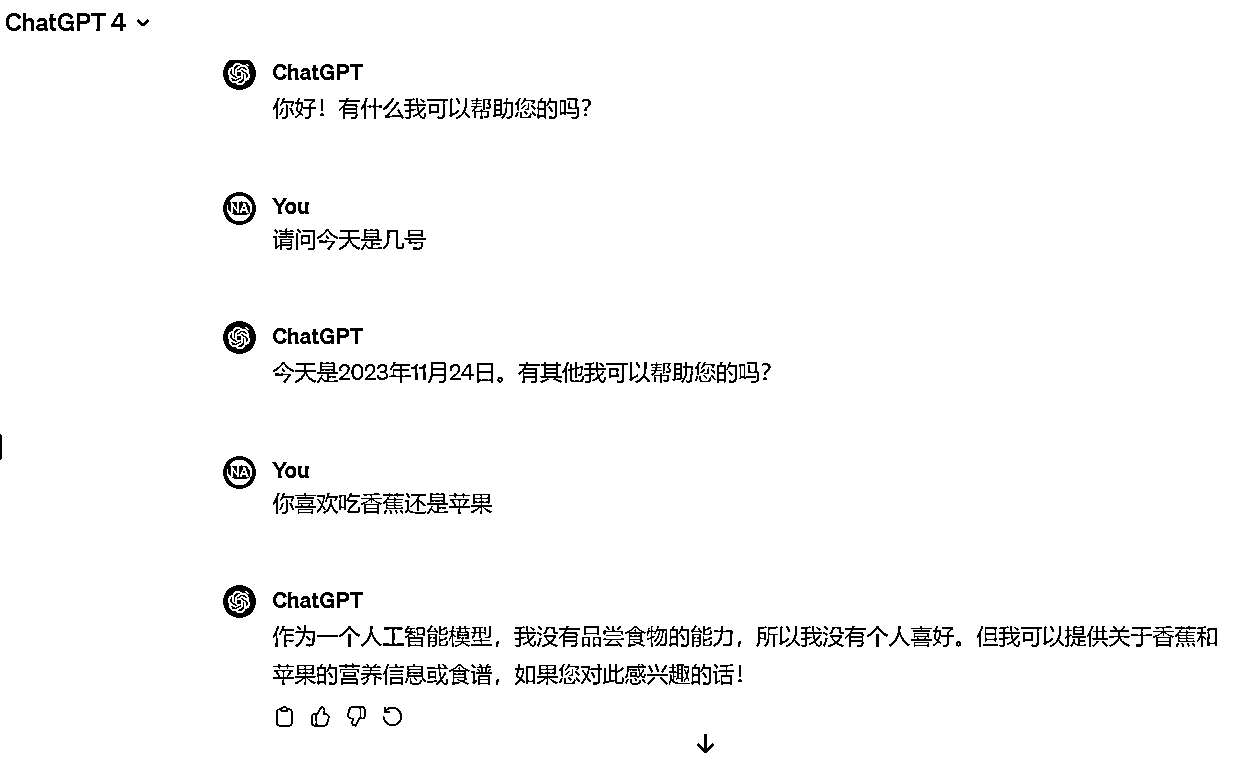 ChatGPT 4
ChatGPT
你好！有什么我可以帮助您的吗？
NA
You
请问今天是几号
ChatGPT
今天是2023年11月24日。有其他我可以帮助您的吗？
NA
You
你喜欢吃香蕉还是苹果
ChatGPT
作为一个人工智能模型，我没有品尝食物的能力，所以我没有个人喜好。但我可以提供关于香蕉和
苹果的营养信息或食谱，如果您对此感兴趣的话！